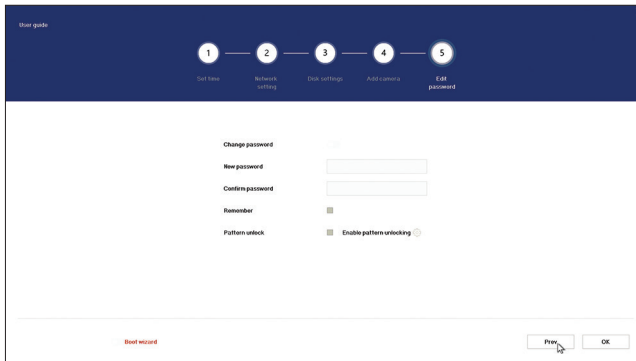 User guide
1 2 3 4 5
Set time Network setting Disk settings Add camera Edit password
Change password
New password
Confirm password
Remember
Pattern unlock Enable pattern unlocking
Boot wizard Prev OK